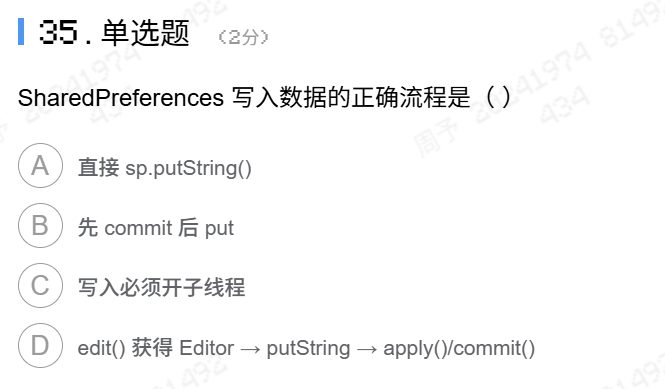 35.单选题 （2分）
SharedPreferences 写入数据的正确流程是（ ）
A 直接 sp.putString()
B 先 commit 后 put
C 写入必须开子线程
D edit() 获得 Editor → putString → apply()/commit()